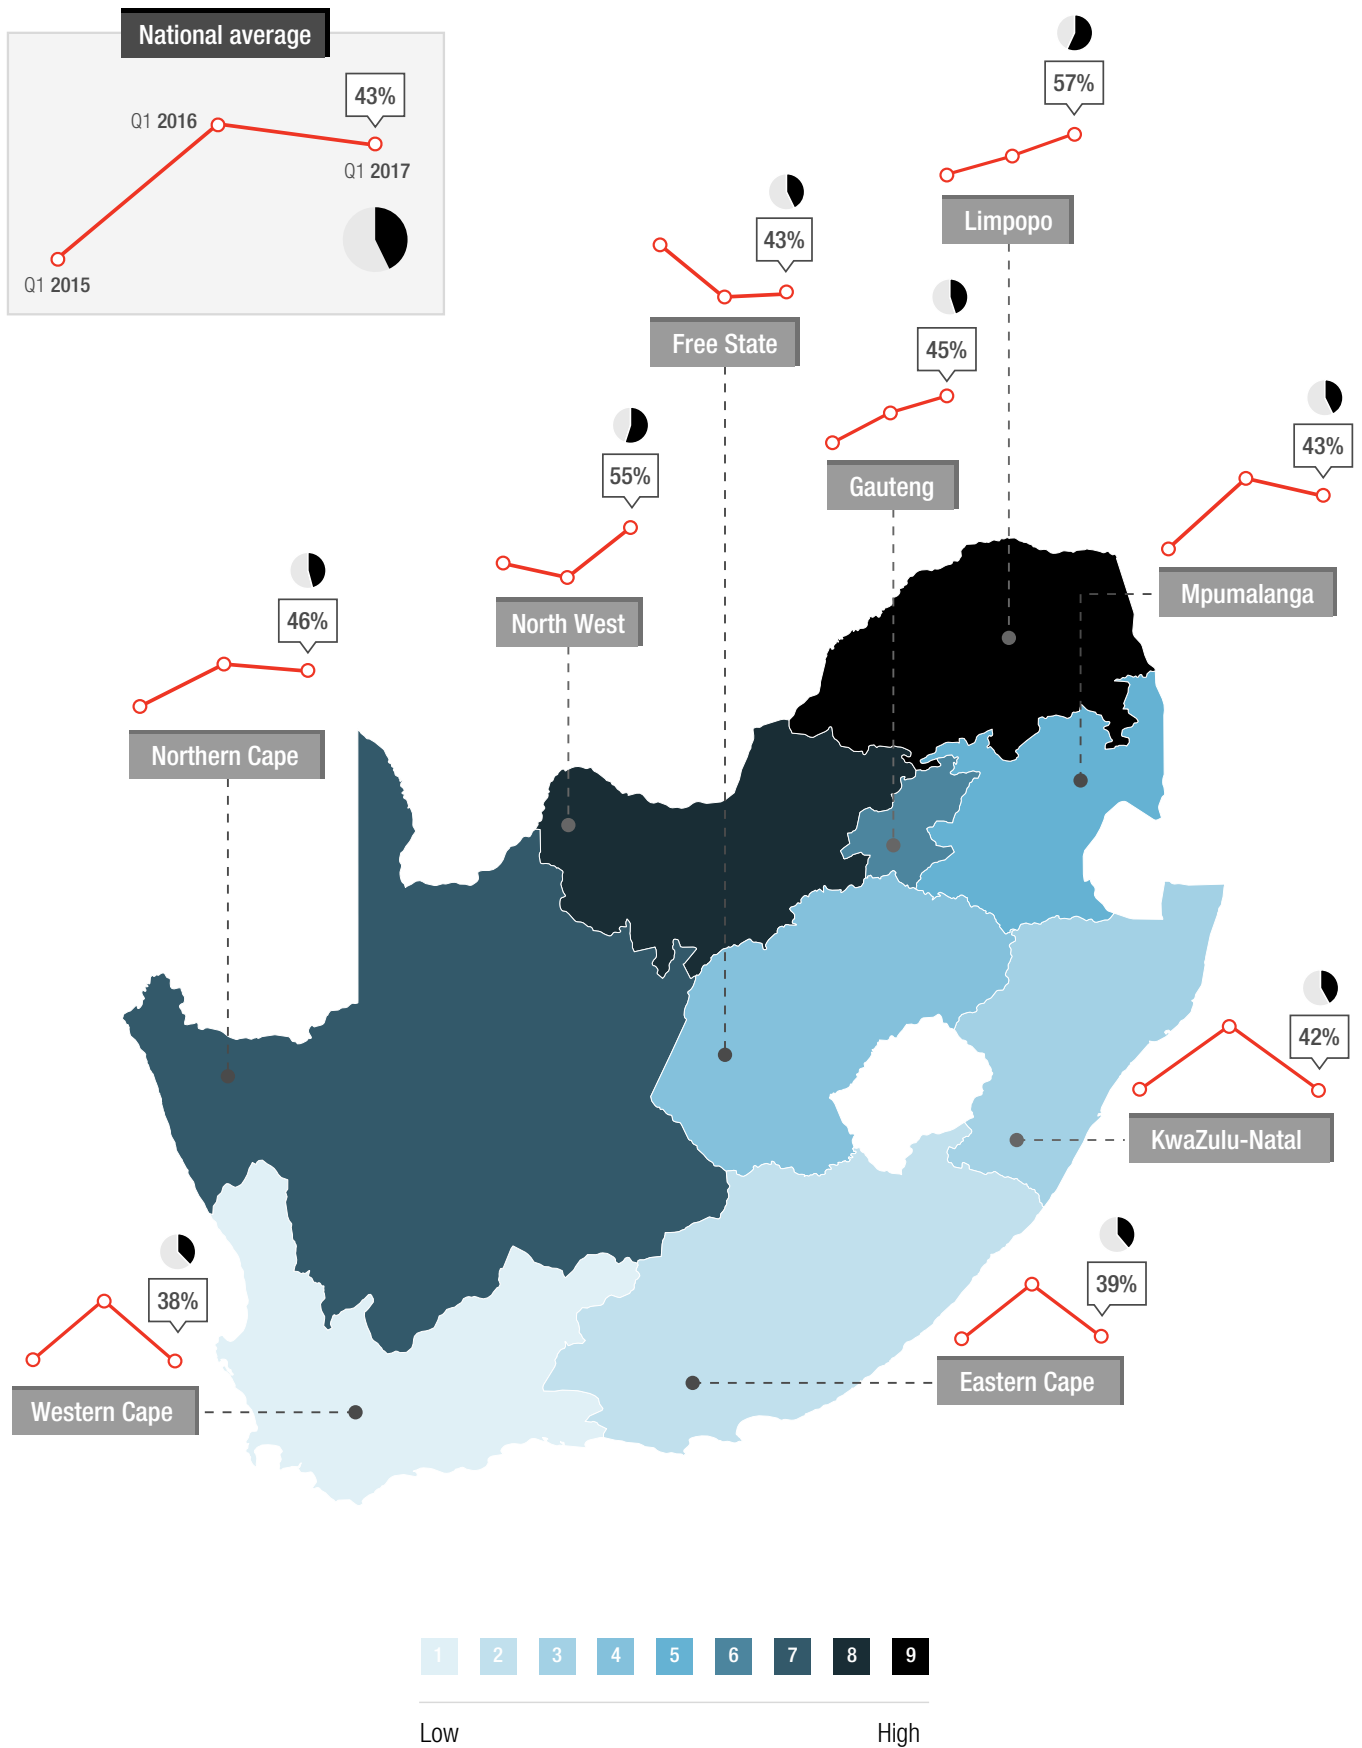 National average
43%
Q1 2016
Q1 2017
Q1 2015
57%
Limpopo
43%
Free State
45%
Gauteng
43%
Mpumalanga
55%
North West
46%
Northern Cape
42%
KwaZulu-Natal
39%
Eastern Cape
38%
Western Cape
1 2 3 4 5 6 7 8 9
Low High